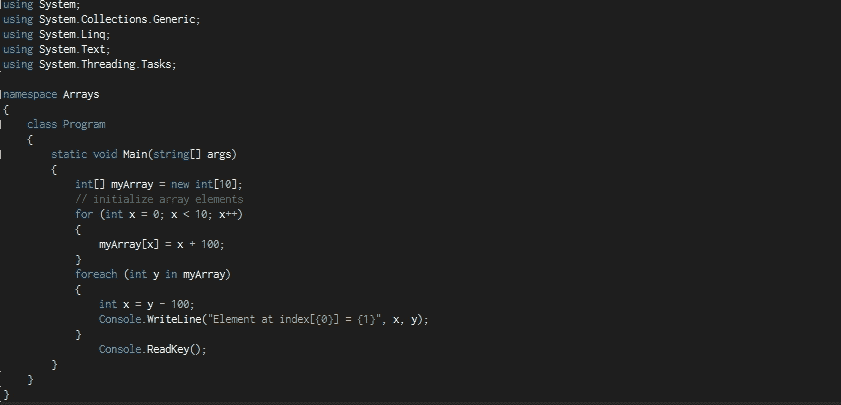 using System;
using System.Collections.Generic;
using System.Linq;
using System.Text;
using System.Threading.Tasks;
namespace Arrays
{
class Program
{
static void Main(string[] args)
{
int[] myArray = new int[10];
// initialize array elements
for (int x = 0; x < 10; x++)
{
myArray[x] = x + 100;
}
foreach (int y in myArray)
{
int x = y - 100;
Console.WriteLine("Element at index[{0}] = {1}", x, y);
}
Console.ReadKey();
}
}
}